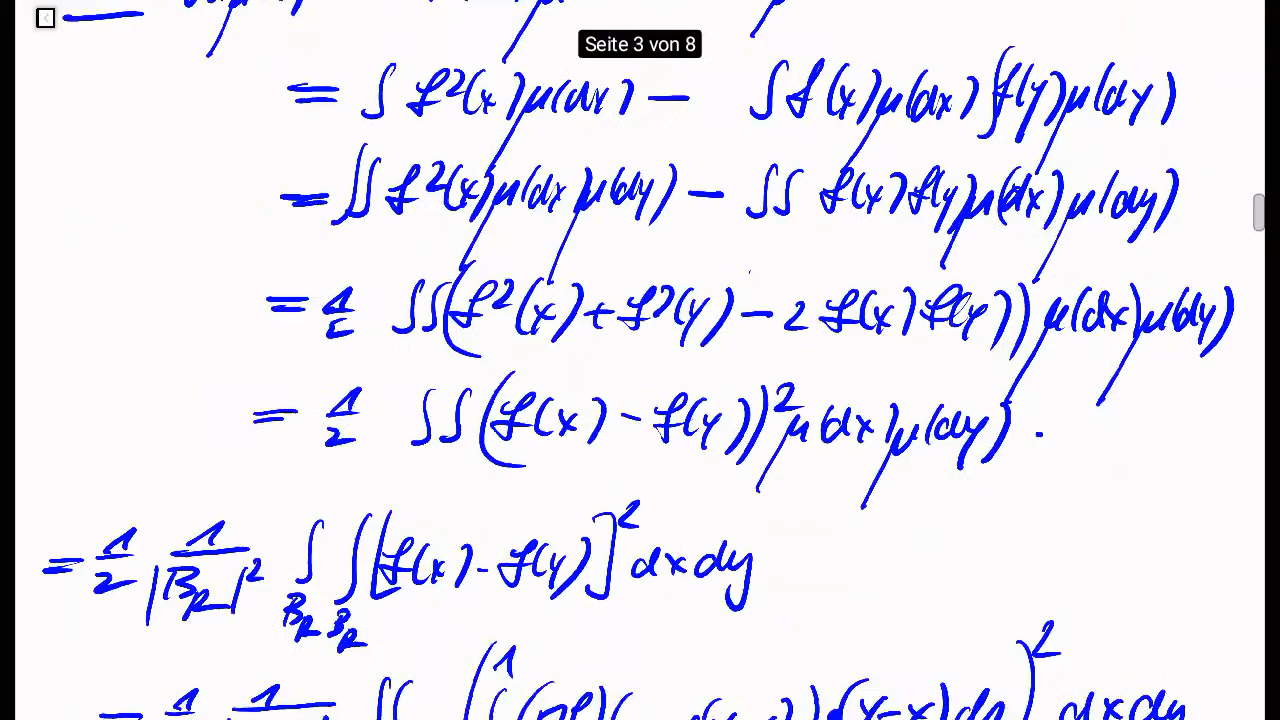 Seite 3 von 8
= ∫ f²(x) μ(dx) − ∫ f(x) μ(dx) ∫ f(y) μ(dy)
= ∫∫ f²(x) μ(dx) μ(dy) − ∫∫ f(x) f(y) μ(dx) μ(dy)
= 1/2 ∫∫ (f²(x) + f²(y) − 2 f(x) f(y)) μ(dx) μ(dy)
= 1/2 ∫∫ (f(x) − f(y))² μ(dx) μ(dy) .
= 1/2 1/|B_R|² ∫_{B_R} ∫_{B_R} [f(x) − f(y)]² dx dy